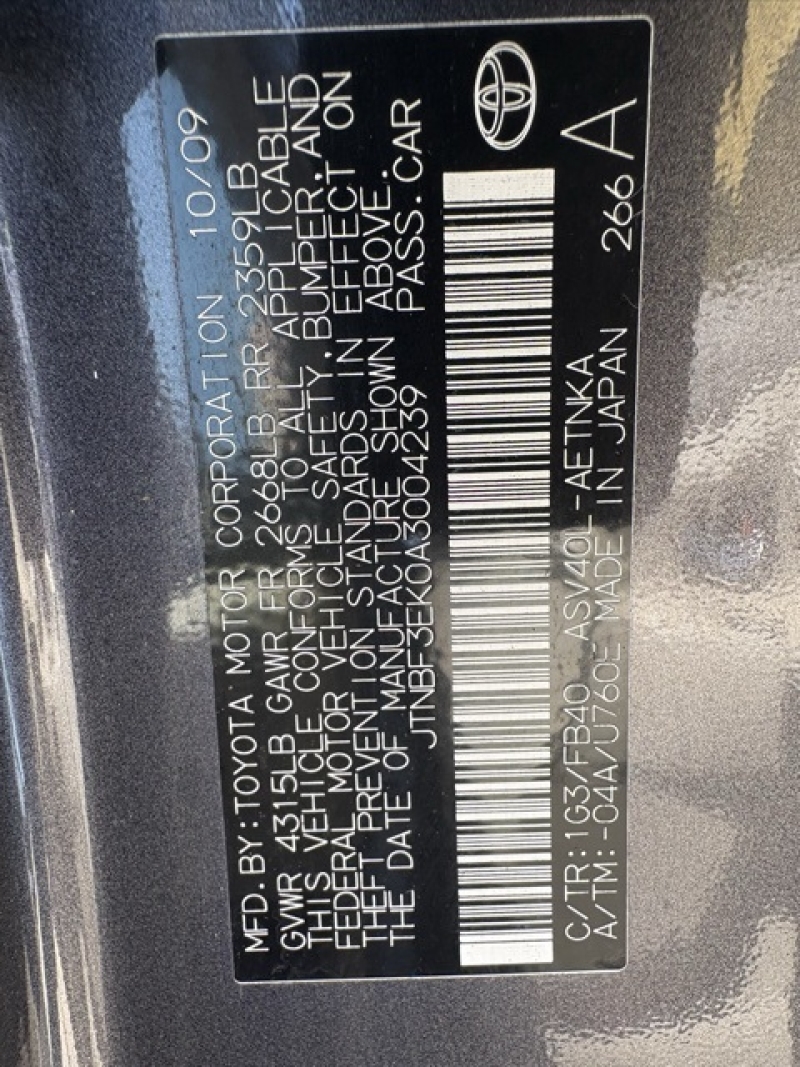 MFD.BY:TOYOTA MOTOR CORPORATION 10/09
GVWR 4315LB GAWR FR 2668LB RR 2359LB
THIS VEHICLE CONFORMS TO ALL APPLICABLE
FEDERAL MOTOR VEHICLE SAFETY, BUMPER, AND
THEFT PREVENTION STANDARDS IN EFFECT ON
THE DATE OF MANUFACTURE SHOWN ABOVE.
JTNBF3EK0A3004239 PASS.CAR
C/TR:1G3/FB40 ASV40L-AETNKA 266 A
A/TM:-04A/U760E MADE IN JAPAN